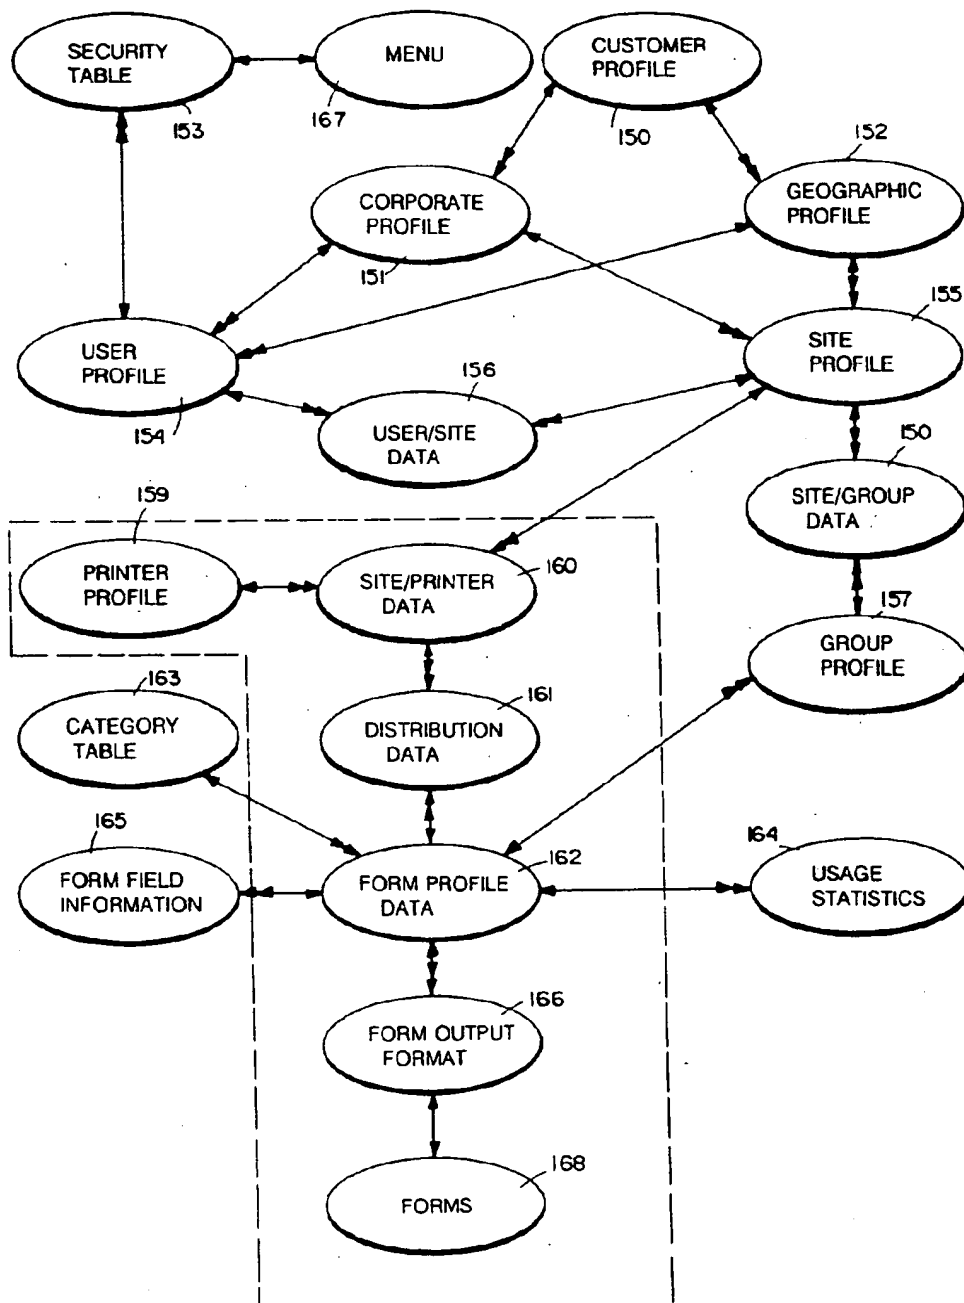 SECURITY
TABLE
153
MENU
167
CUSTOMER
PROFILE
150
152
GEOGRAPHIC
PROFILE
CORPORATE
PROFILE
151
155
SITE
PROFILE
USER
PROFILE
154
156
USER/SITE
DATA
150
SITE/GROUP
DATA
159
PRINTER
PROFILE
SITE/PRINTER
DATA
160
157
GROUP
PROFILE
163
CATEGORY
TABLE
161
DISTRIBUTION
DATA
165
FORM FIELD
INFORMATION
162
FORM PROFILE
DATA
164
USAGE
STATISTICS
166
FORM OUTPUT
FORMAT
168
FORMS